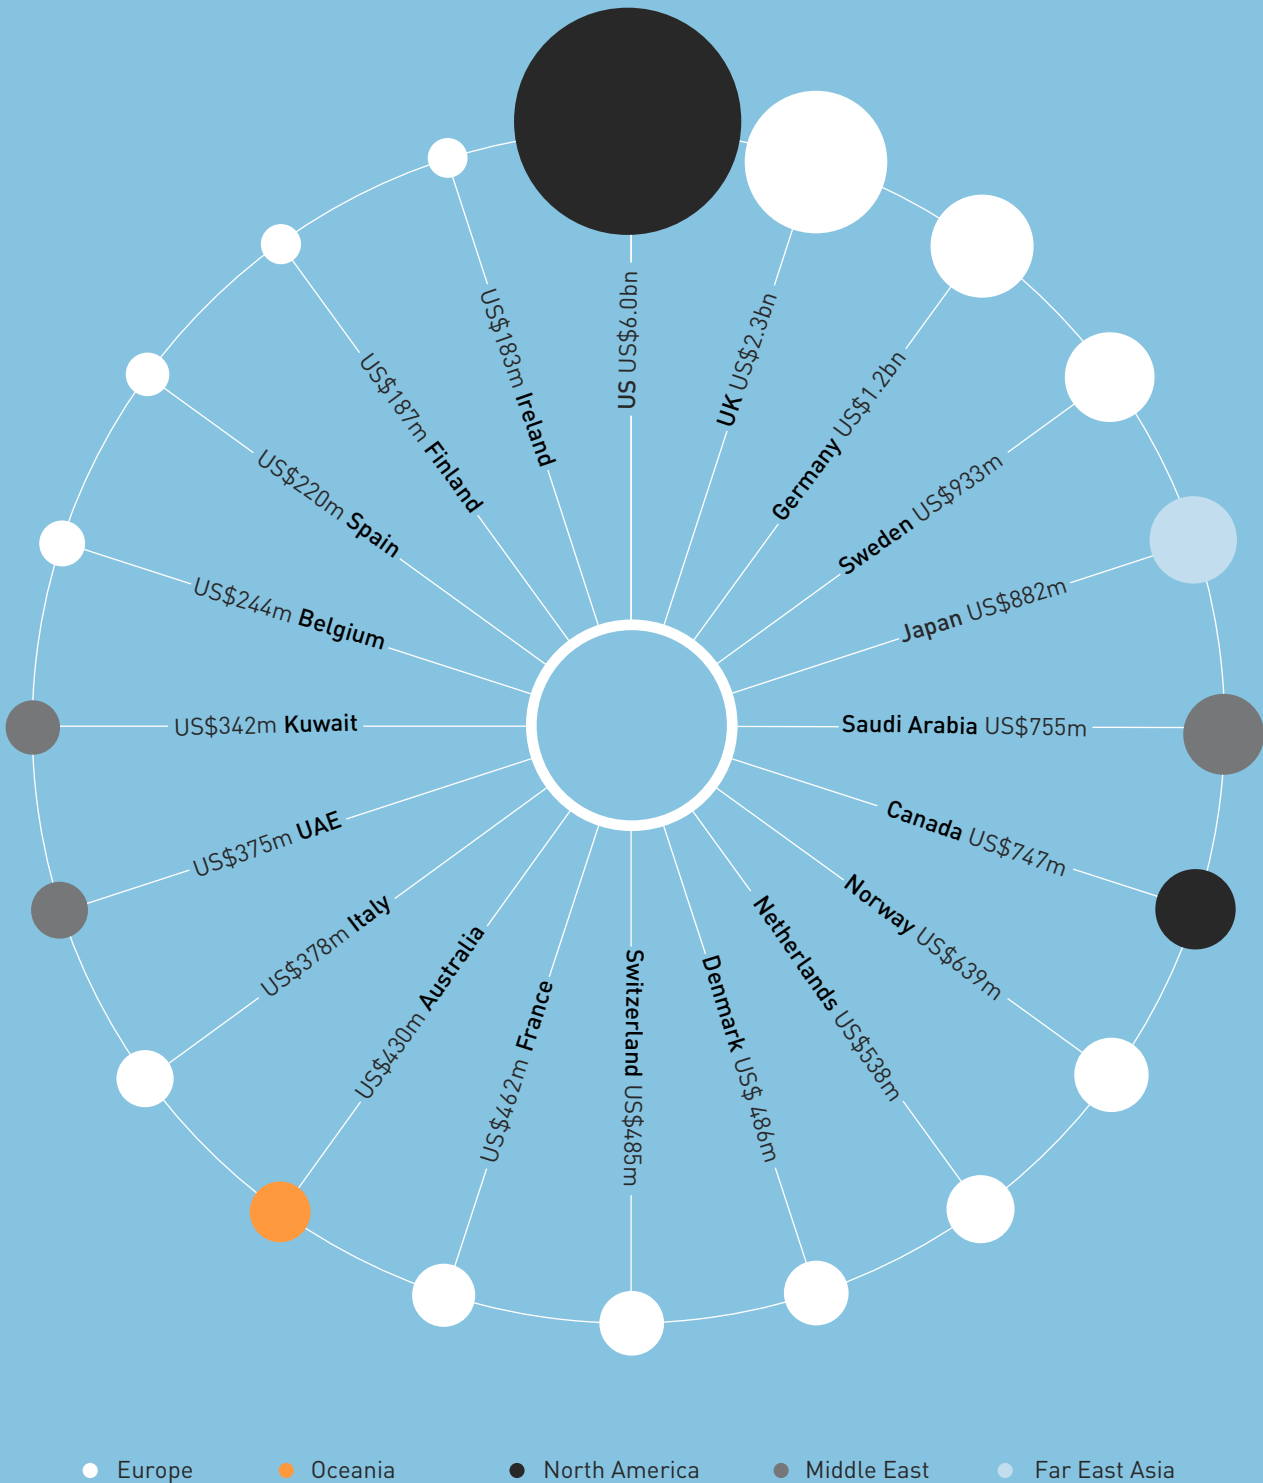 US US$6.0bn
UK US$2.3bn
Germany US$1.2bn
Sweden US$933m
Japan US$882m
Saudi Arabia US$755m
Canada US$747m
Norway US$639m
Netherlands US$538m
Denmark US$ 486m
Switzerland US$485m
US$462m France
US$430m Australia
US$378m Italy
US$375m UAE
US$342m Kuwait
US$244m Belgium
US$220m Spain
US$187m Finland
US$183m Ireland
Europe Oceania North America Middle East Far East Asia